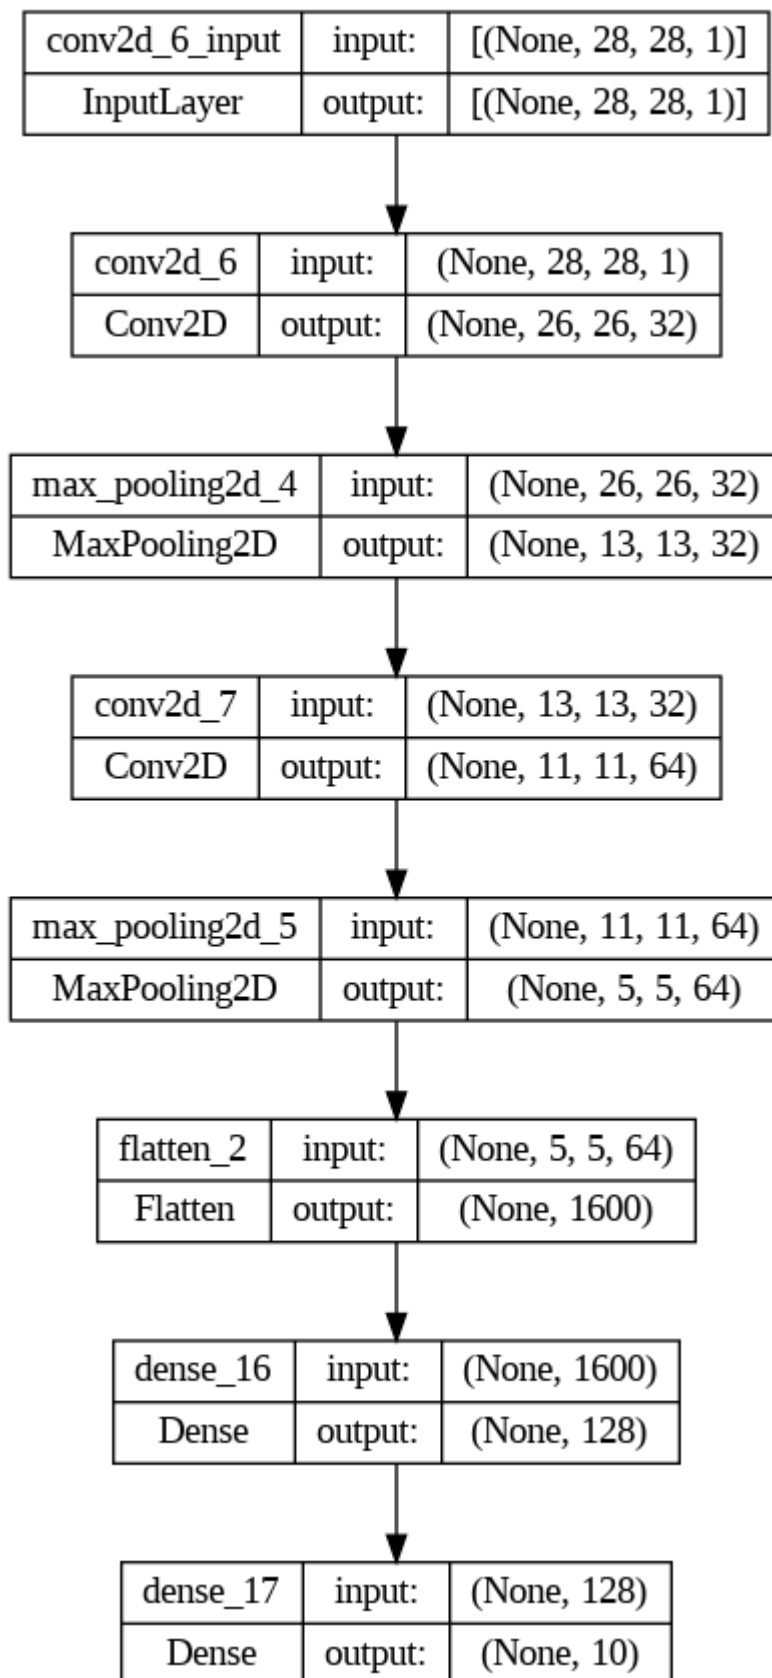 conv2d_6_input input: [(None, 28, 28, 1)]
InputLayer output: [(None, 28, 28, 1)]
conv2d_6 input: (None, 28, 28, 1)
Conv2D output: (None, 26, 26, 32)
max_pooling2d_4 input: (None, 26, 26, 32)
MaxPooling2D output: (None, 13, 13, 32)
conv2d_7 input: (None, 13, 13, 32)
Conv2D output: (None, 11, 11, 64)
max_pooling2d_5 input: (None, 11, 11, 64)
MaxPooling2D output: (None, 5, 5, 64)
flatten_2 input: (None, 5, 5, 64)
Flatten output: (None, 1600)
dense_16 input: (None, 1600)
Dense output: (None, 128)
dense_17 input: (None, 128)
Dense output: (None, 10)